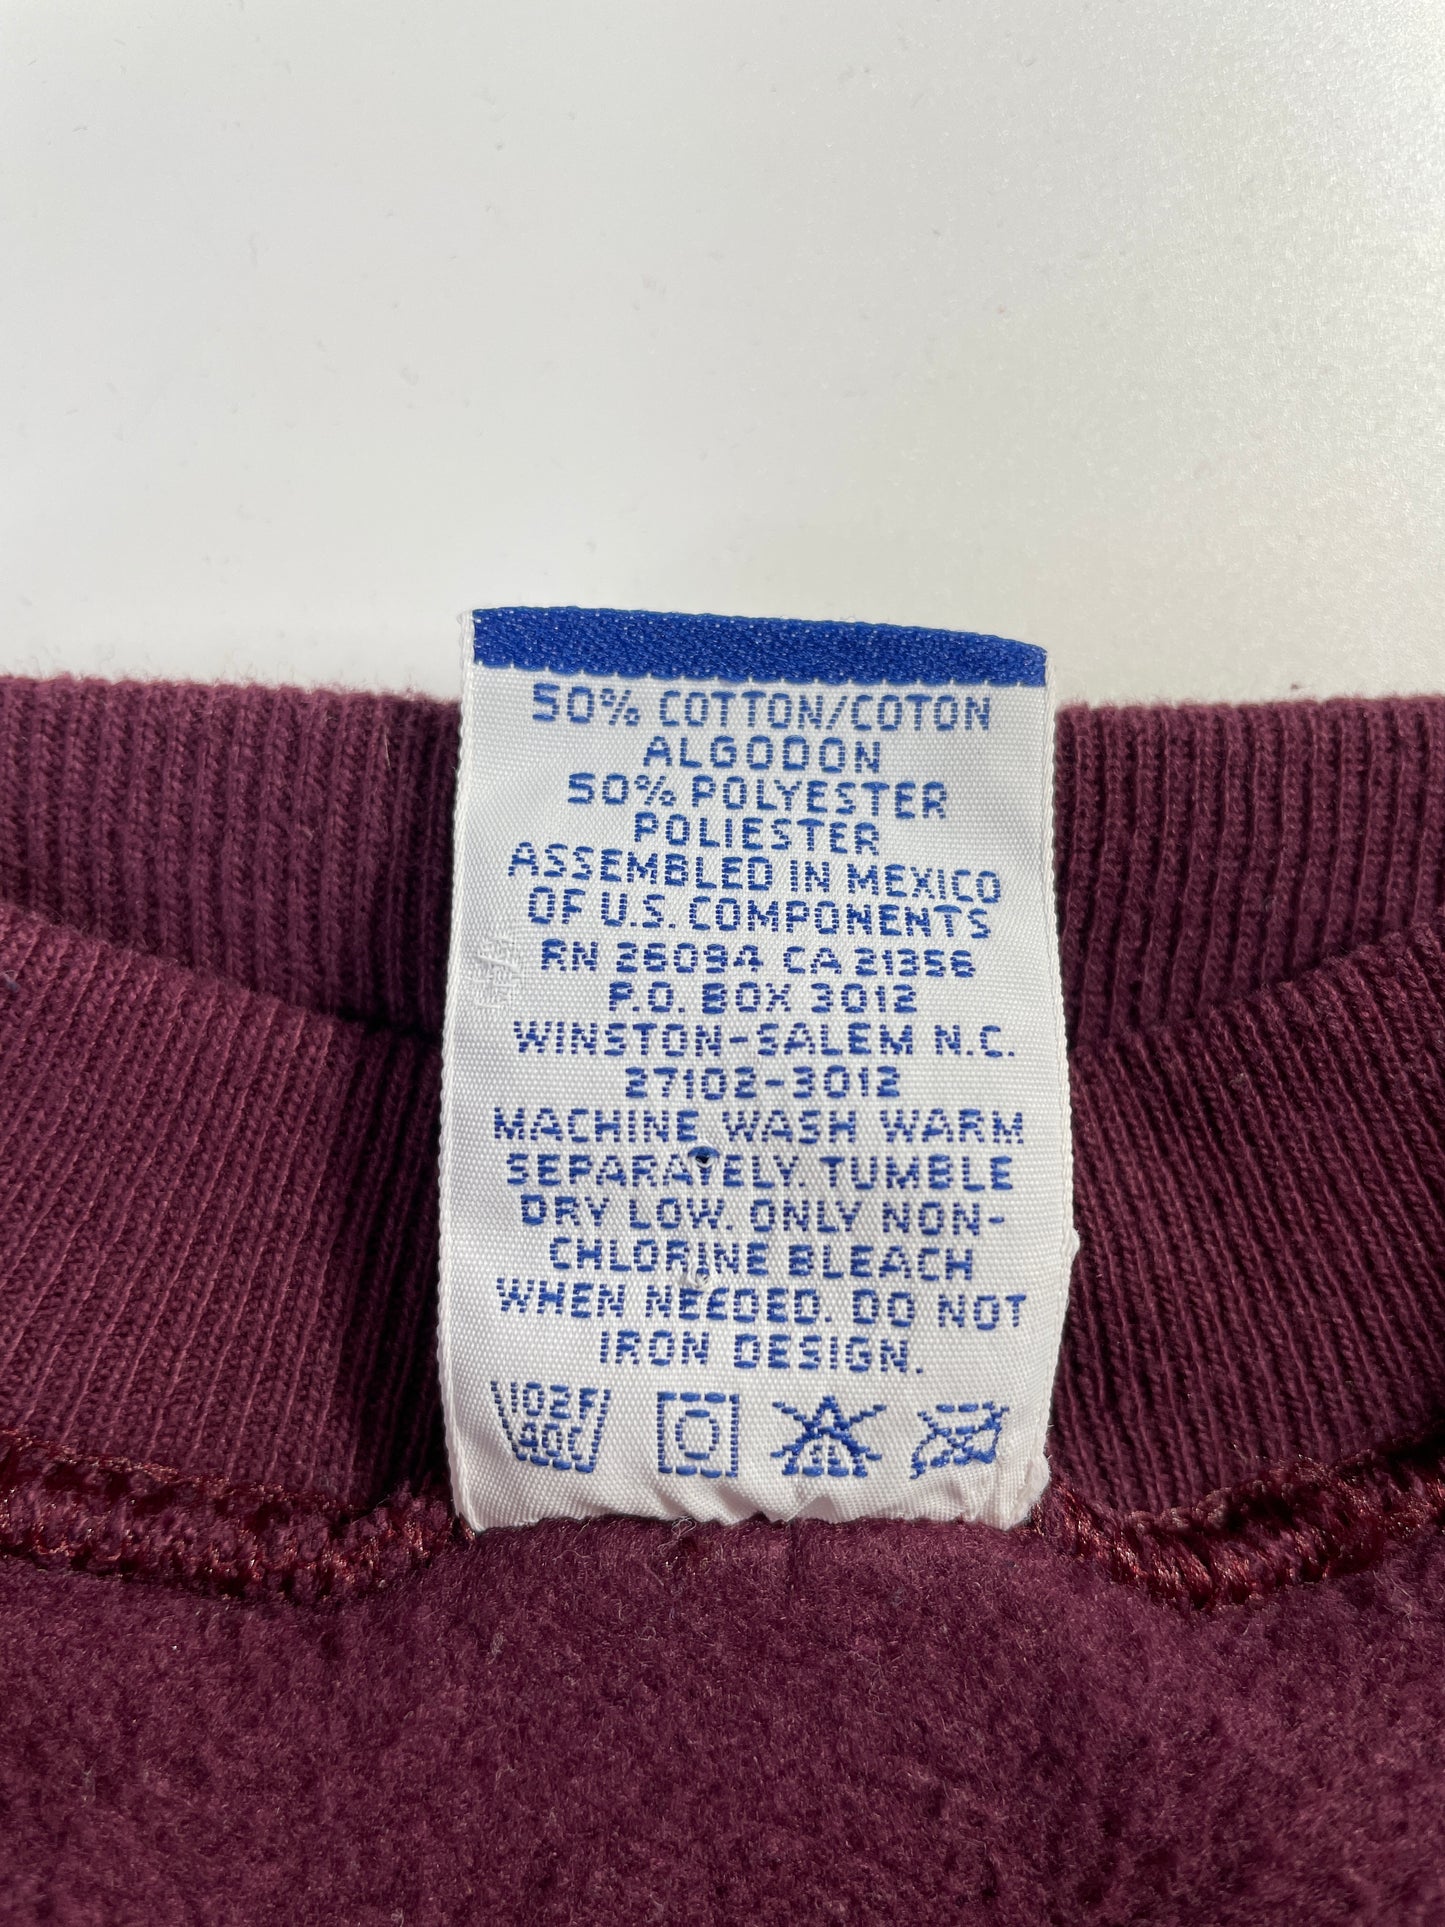 50% COTTON/COTON
ALGODON
50% POLYESTER
POLIESTER
ASSEMBLED IN MEXICO
OF U.S. COMPONENTS
RN 26094 CA 21356
P.O. BOX 3012
WINSTON-SALEM N.C.
27102-3012
MACHINE WASH WARM
SEPARATELY. TUMBLE
DRY LOW. ONLY NON-
CHLORINE BLEACH
WHEN NEEDED. DO NOT
IRON DESIGN.
102F
40C